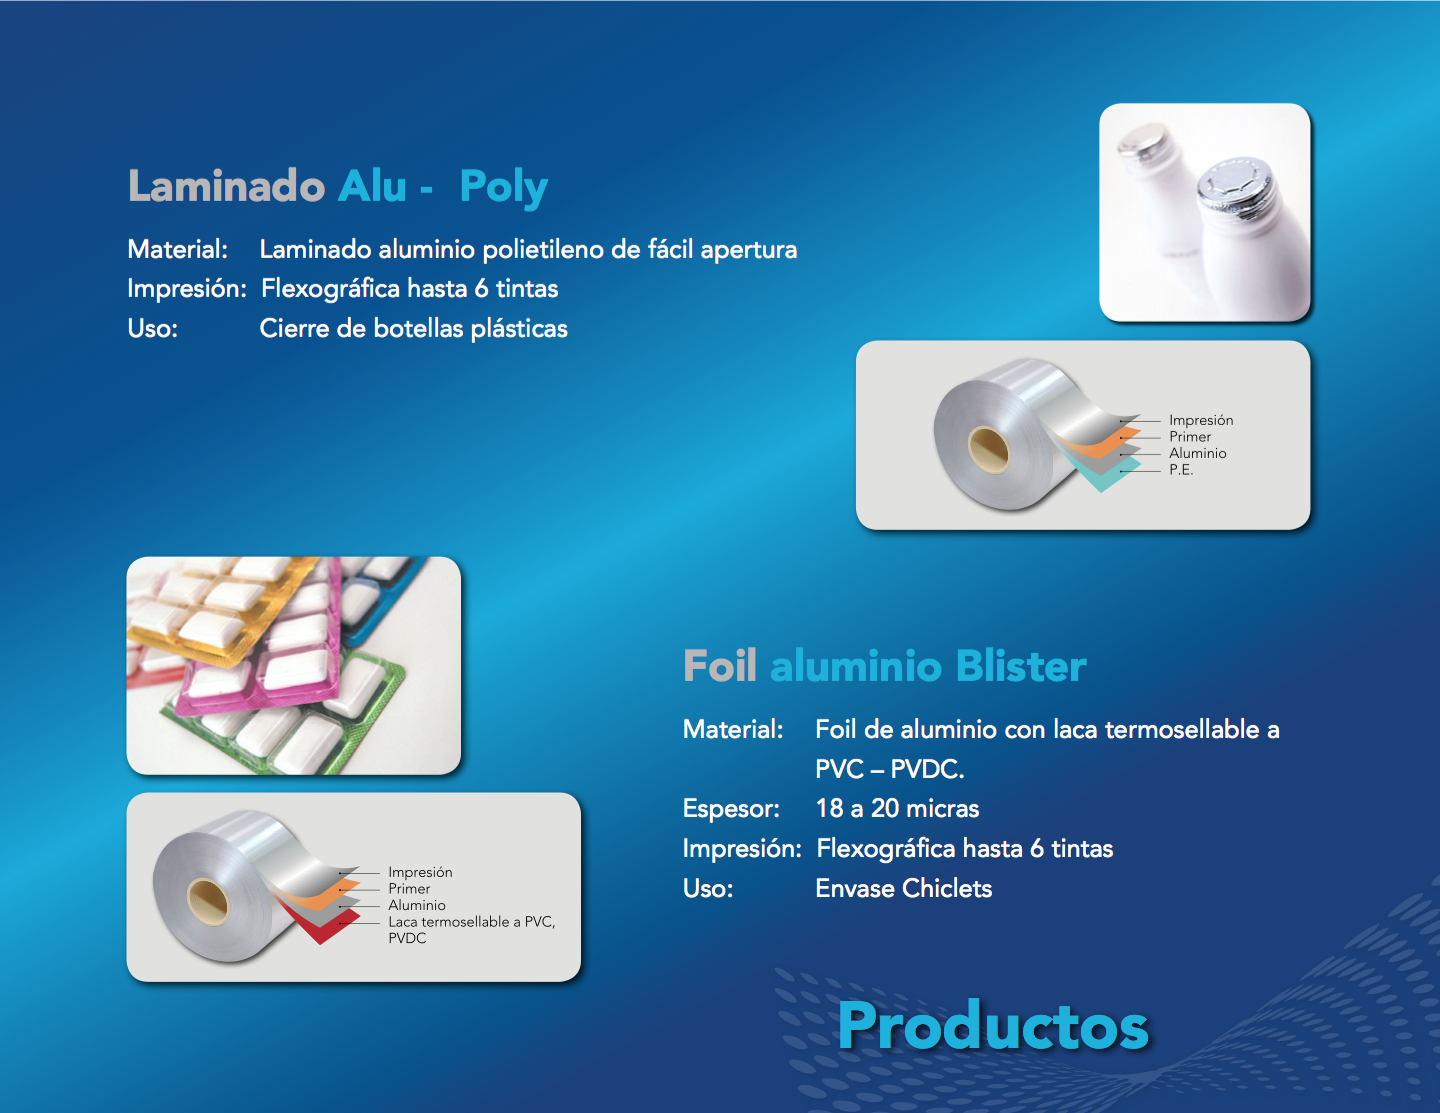 Laminado Alu - Poly
Material: Laminado aluminio polietileno de fácil apertura
Impresión: Flexográfica hasta 6 tintas
Uso: Cierre de botellas plásticas
Impresión
Primer
Aluminio
P.E.
Foil aluminio Blister
Material: Foil de aluminio con laca termosellable a
PVC – PVDC.
Espesor: 18 a 20 micras
Impresión: Flexográfica hasta 6 tintas
Uso: Envase Chiclets
Impresión
Primer
Aluminio
Laca termosellable a PVC,
PVDC
Productos